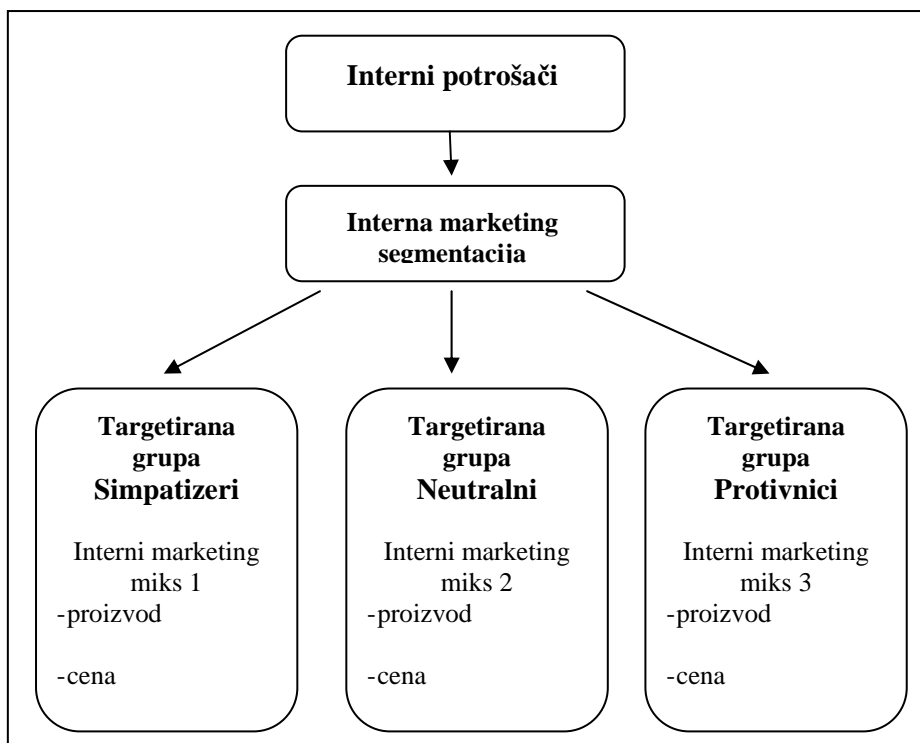 Interni potrošači
Interna marketing
segmentacija
Targetirana
grupa
Simpatizeri
Interni marketing
miks 1
-proizvod
-cena
Targetirana
grupa
Neutralni
Interni marketing
miks 2
-proizvod
-cena
Targetirana
grupa
Protivnici
Interni marketing
miks 3
-proizvod
-cena